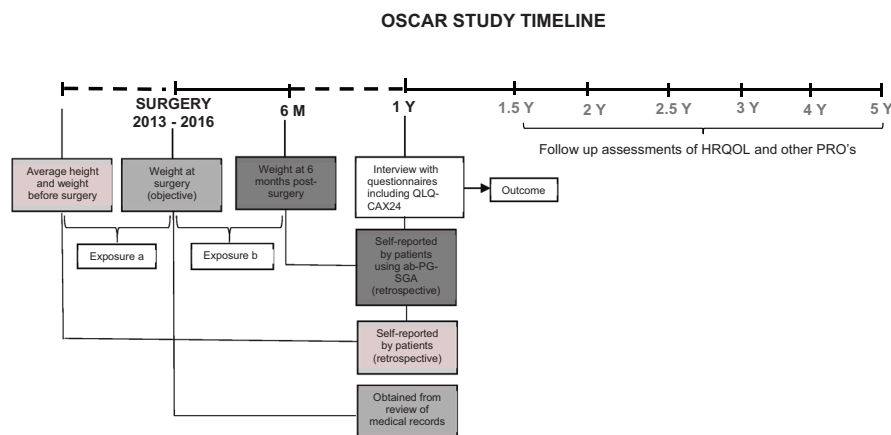 OSCAR STUDY TIMELINE
SURGERY
2013 - 2016
6 M
1 Y
1.5 Y
2 Y
2.5 Y
3 Y
4 Y
5 Y
Follow up assessments of HRQOL and other PRO's
Average height
and weight
before surgery
Weight at
surgery
(objective)
Weight at 6
months post-
surgery
Interview with
questionnaires
including QLQ-
CAX24
Outcome
Exposure a
Exposure b
Self-reported
by patients
using ab-PG-
SGA
(retrospective)
Self-reported
by patients
(retrospective)
Obtained from
review of
medical records